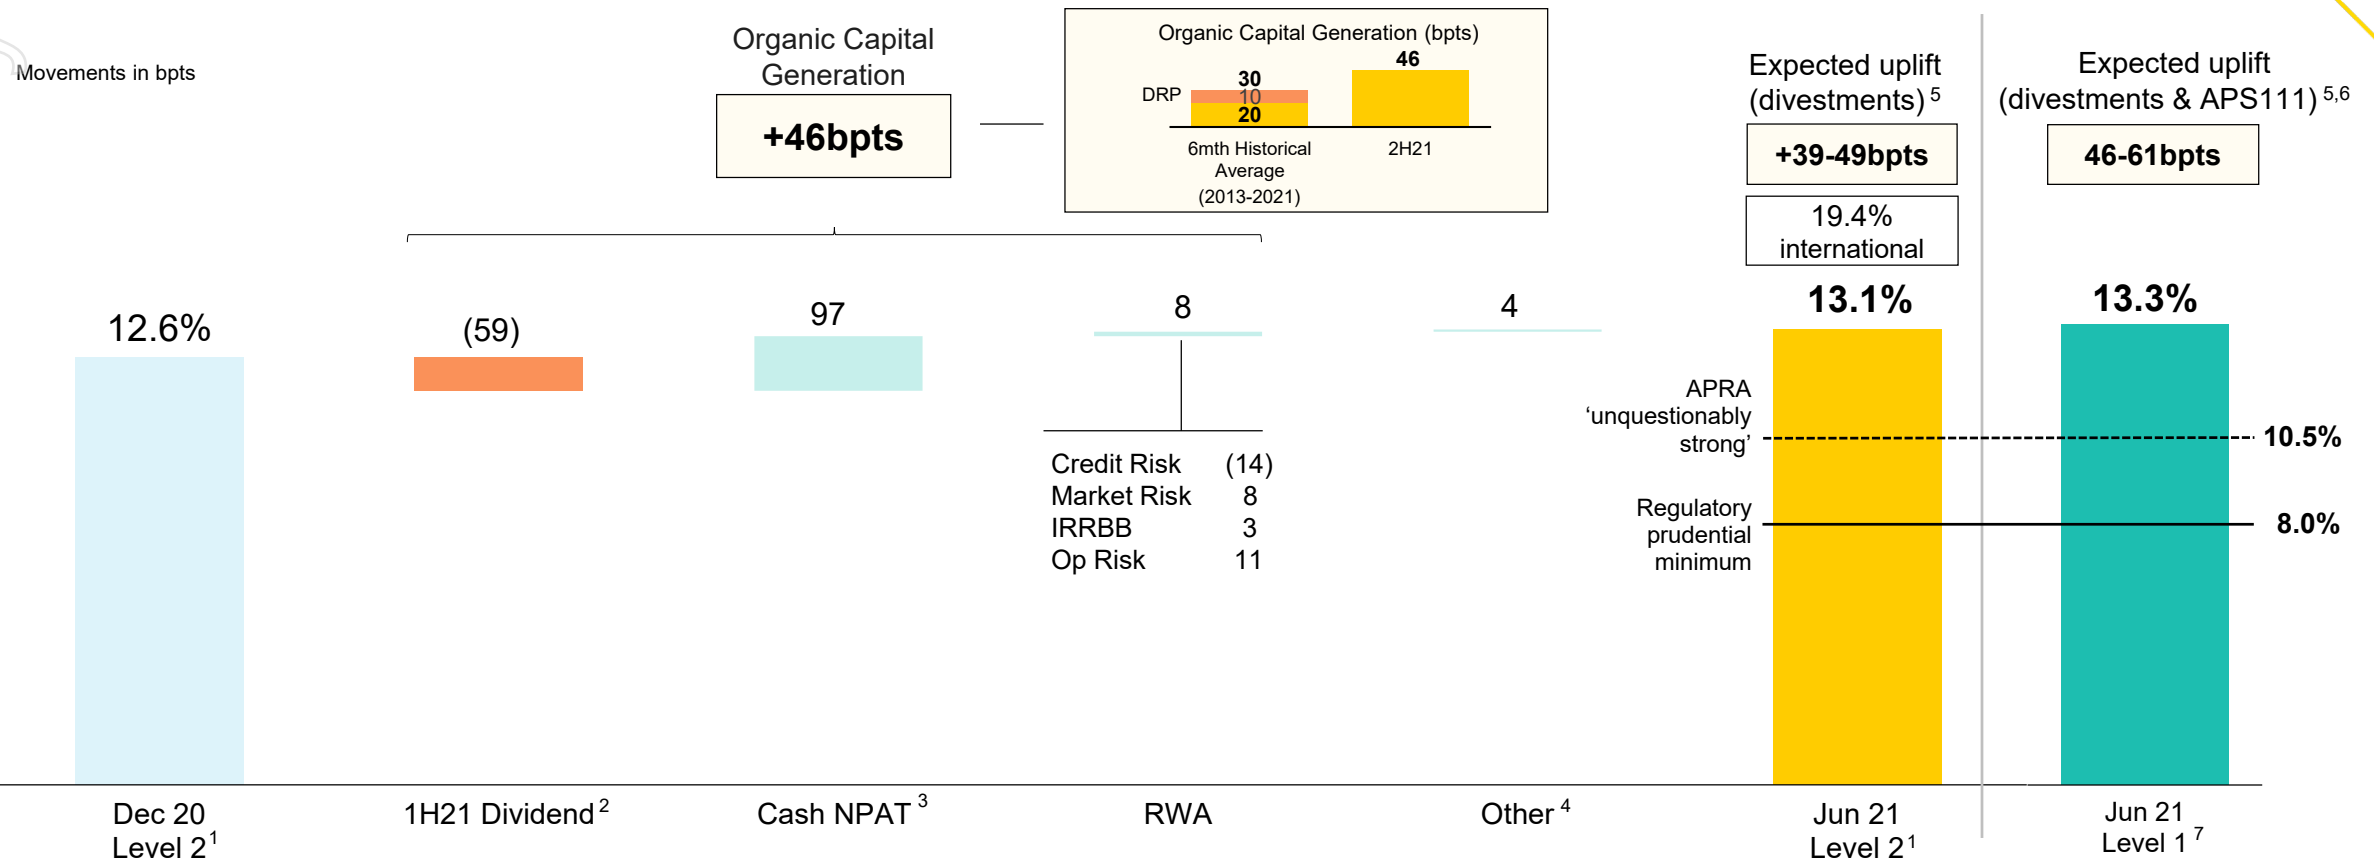 Movements in bpts
Organic Capital
Generation
+46bpts
Organic Capital Generation (bpts)
DRP
30
10
20
46
6mth Historical
Average
(2013-2021)
2H21
Expected uplift
(divestments) 5
+39-49bpts
19.4%
international
Expected uplift
(divestments & APS111) 5,6
46-61bpts
12.6%
(59)
97
8
4
13.1%
13.3%
Credit Risk (14)
Market Risk 8
IRRBB 3
Op Risk 11
APRA
‘unquestionably
strong’
10.5%
Regulatory
prudential
minimum
8.0%
Dec 20
Level 2 1
1H21 Dividend 2
Cash NPAT 3
RWA
Other 4
Jun 21
Level 2 1
Jun 21
Level 1 7